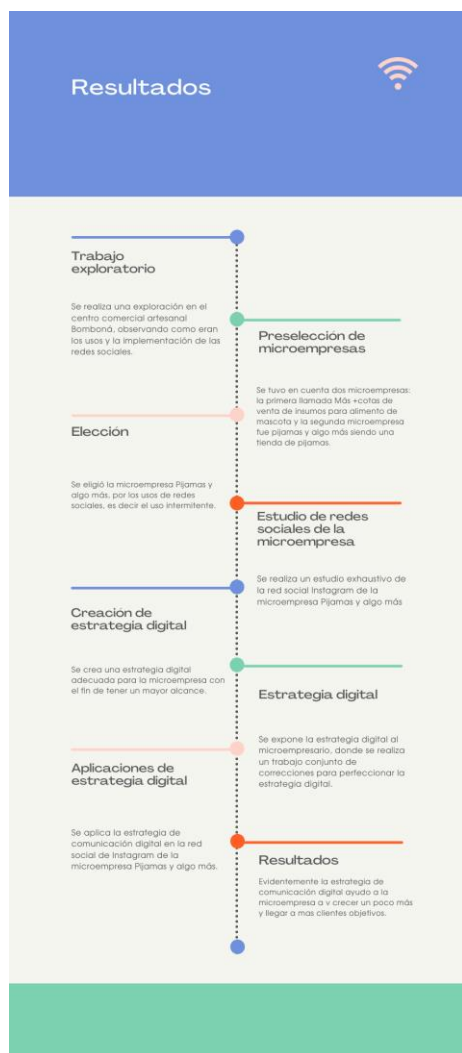 Resultados
Trabajo
exploratorio
Se realiza una exploración en el
centro comercial artesanal
Bomboná, observando como eran
los usos y la implementación de las
redes sociales.
Preselección de
microempresas
Se tuvo en cuenta dos microempresas:
la primera llamada Más +cotas de
venta de insumos para alimento de
mascota y la segunda microempresa
fue pijamas y algo más siendo una
tienda de pijamas.
Elección
Se eligió la microempresa Pijamas y
algo más, por los usos de redes
sociales, es decir el uso intermitente.
Estudio de redes
sociales de la
microempresa
Se realiza un estudio exhaustivo de
la red social Instagram de la
microempresa Pijamas y algo más
Creación de
estrategia digital
Se crea una estrategia digital
adecuada para la microempresa con
el fin de tener un mayor alcance.
Estrategia digital
Se expone la estrategia digital al
microempresario, donde se realiza
un trabajo conjunto de
correcciones para perfeccionar la
estrategia digital.
Aplicaciones de
estrategia digital
Se aplica la estrategia de
comunicación digital en la red
social de Instagram de la
microempresa Pijamas y algo más.
Resultados
Evidentemente la estrategia de
comunicación digital ayudo a la
microempresa a v crecer un poco más
y llegar a mas clientes objetivos.